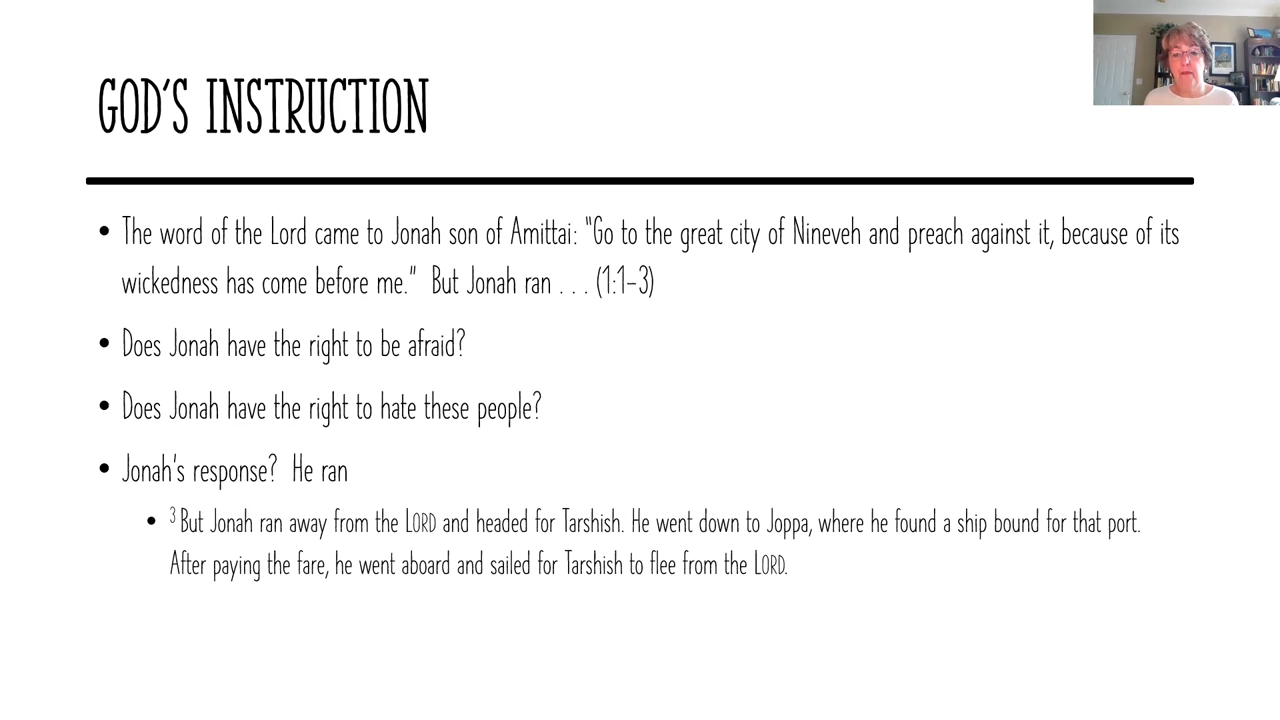 GOD'S INSTRUCTION
• The word of the Lord came to Jonah son of Amittai: "Go to the great city of Nineveh and preach against it, because of its
wickedness has come before me."  But Jonah ran . . . (1:1-3)
• Does Jonah have the right to be afraid?
• Does Jonah have the right to hate these people?
• Jonah's response?  He ran
• 3 But Jonah ran away from the LORD and headed for Tarshish. He went down to Joppa, where he found a ship bound for that port.
After paying the fare, he went aboard and sailed for Tarshish to flee from the LORD.